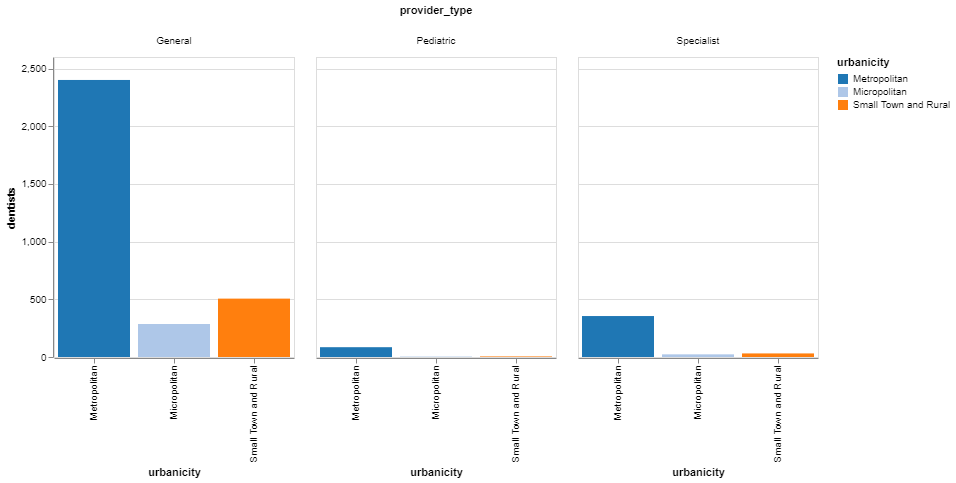 provider_type
General
Pediatric
Specialist
urbanicity
Metropolitan
Micropolitan
Small Town and Rural
dentists
2,500
2,000
1,500
1,000
500
0
Metropolitan
Micropolitan
Small Town and Rural
Metropolitan
Micropolitan
Small Town and Rural
Metropolitan
Micropolitan
Small Town and Rural
urbanicity
urbanicity
urbanicity